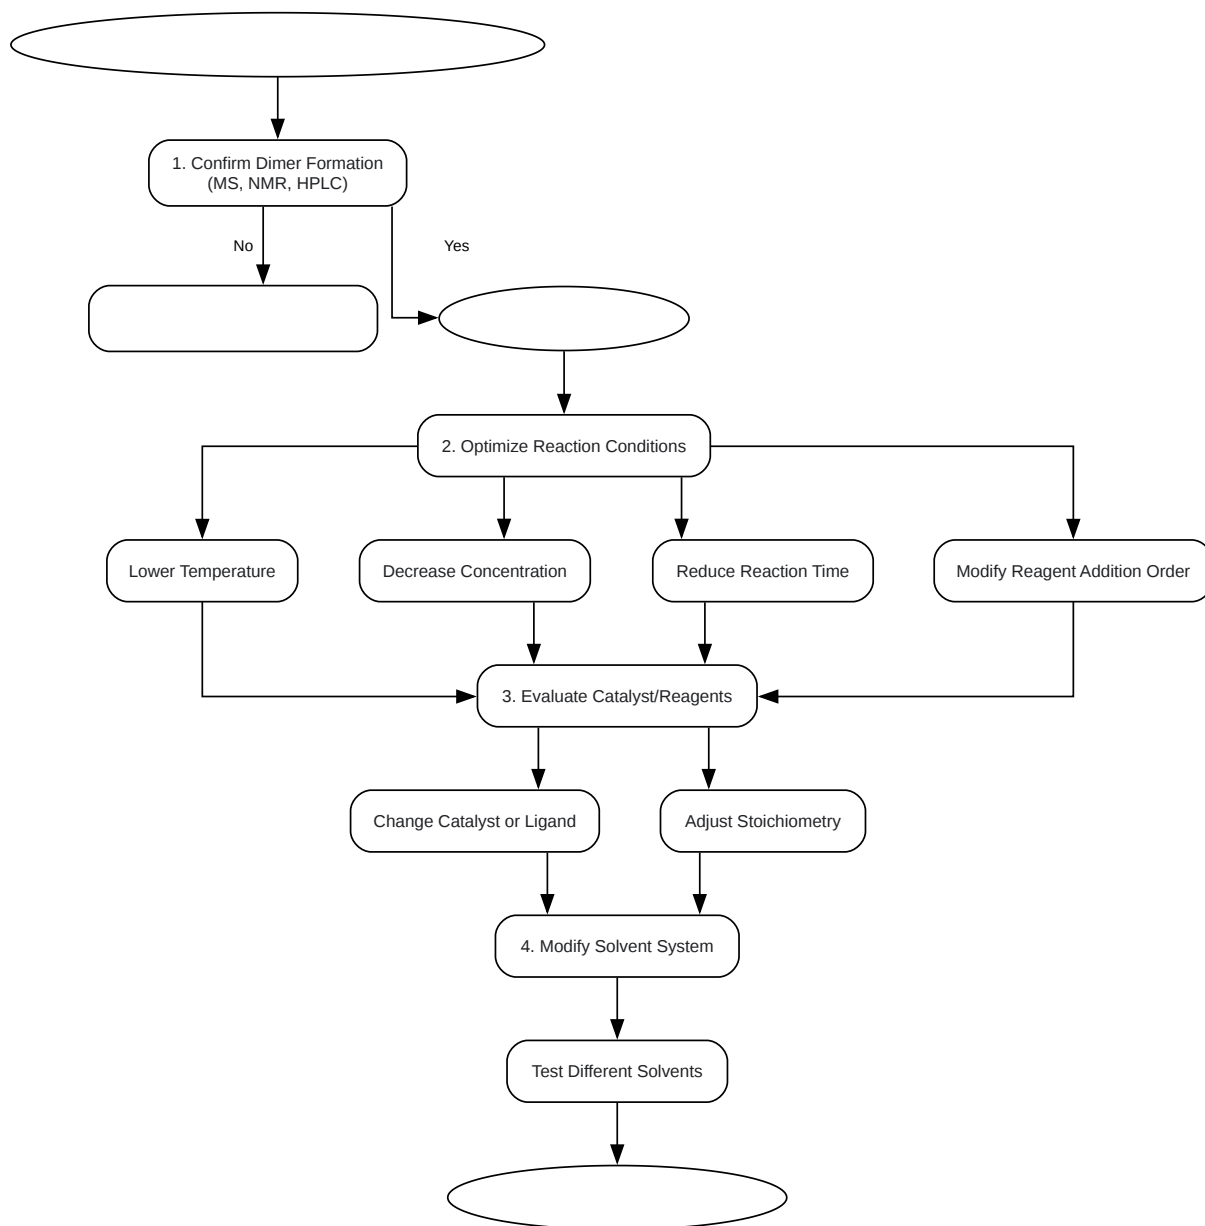 1. Confirm Dimer Formation
(MS, NMR, HPLC)
No
Yes
2. Optimize Reaction Conditions
Lower Temperature
Decrease Concentration
Reduce Reaction Time
Modify Reagent Addition Order
3. Evaluate Catalyst/Reagents
Change Catalyst or Ligand
Adjust Stoichiometry
4. Modify Solvent System
Test Different Solvents